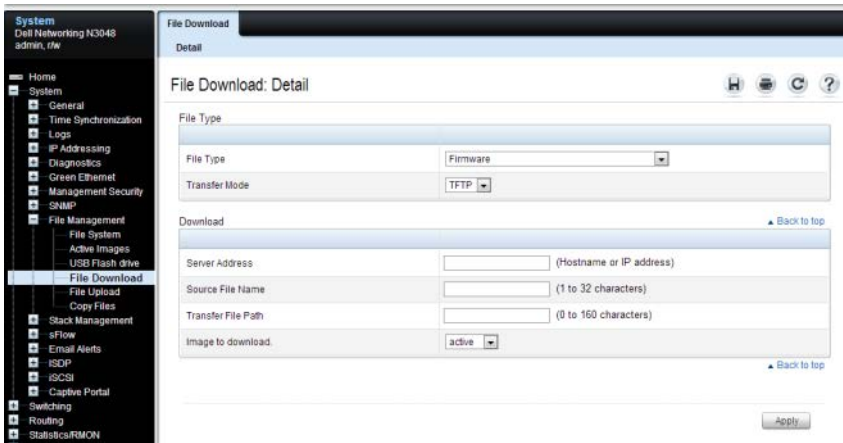 System
Dell Networking N3048
admin, r/w
Home
System
General
Time Synchronization
Logs
IP Addressing
Diagnostics
Green Ethernet
Management Security
SNMP
File Management
File System
Active Images
USB Flash drive
File Download
File Upload
Copy Files
Stack Management
sFlow
Email Alerts
ISDP
iSCSI
Captive Portal
Switching
Routing
Statistics/RMON
File Download
Detail
File Download: Detail
File Type
File Type Firmware
Transfer Mode TFTP
Download Back to top
Server Address (Hostname or IP address)
Source File Name (1 to 32 characters)
Transfer File Path (0 to 160 characters)
Image to download. active
Back to top
Apply